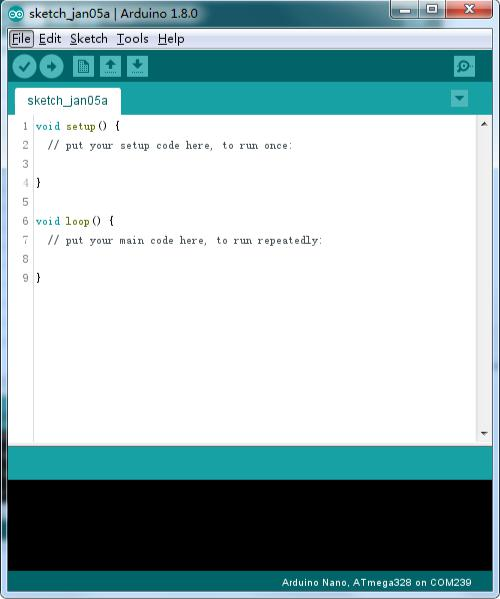 sketch_jan05a | Arduino 1.8.0
File Edit Sketch Tools Help
sketch_jan05a
1 void setup() {
2 // put your setup code here, to run once:
3
4 }
5
6 void loop() {
7 // put your main code here, to run repeatedly:
8
9 }
Arduino Nano, ATmega328 on COM239